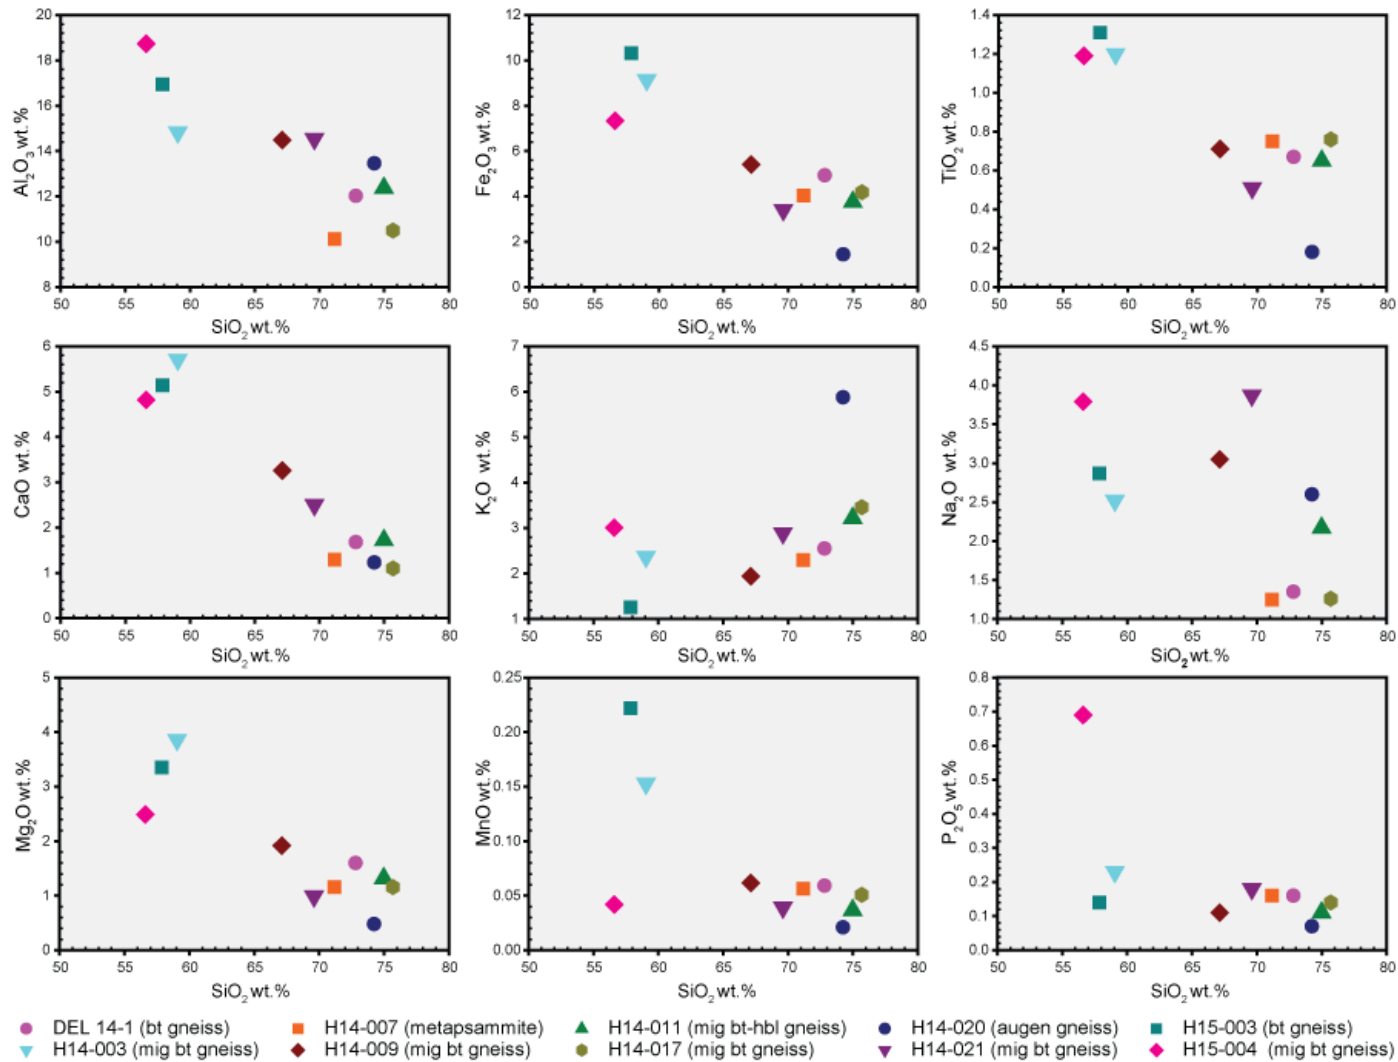 20
18
16
14
12
10
8
Al2O3 wt.%
50 55 60 65 70 75 80
SiO2 wt.%
12
10
8
6
4
2
0
Fe2O3 wt.%
50 55 60 65 70 75 80
SiO2 wt.%
1.4
1.2
1.0
0.8
0.6
0.4
0.2
0.0
TiO2 wt.%
50 55 60 65 70 75 80
SiO2 wt.%
6
5
4
3
2
1
0
CaO wt.%
50 55 60 65 70 75 80
SiO2 wt.%
7
6
5
4
3
2
1
K2O wt.%
50 55 60 65 70 75 80
SiO2 wt.%
4.5
4.0
3.5
3.0
2.5
2.0
1.5
1.0
Na2O wt.%
50 55 60 65 70 75 80
SiO2 wt.%
5
4
3
2
1
0
Mg2O wt.%
50 55 60 65 70 75 80
SiO2 wt.%
0.25
0.20
0.15
0.10
0.05
0.00
MnO wt.%
50 55 60 65 70 75 80
SiO2 wt.%
0.8
0.7
0.6
0.5
0.4
0.3
0.2
0.1
0.0
P2O5 wt.%
50 55 60 65 70 75 80
SiO2 wt.%
DEL 14-1 (bt gneiss) H14-007 (metapsammite) H14-011 (mig bt-hbl gneiss) H14-020 (augen gneiss) H15-003 (bt gneiss)
H14-003 (mig bt gneiss) H14-009 (mig bt gneiss) H14-017 (mig bt gneiss) H14-021 (mig bt gneiss) H15-004 (mig bt gneiss)